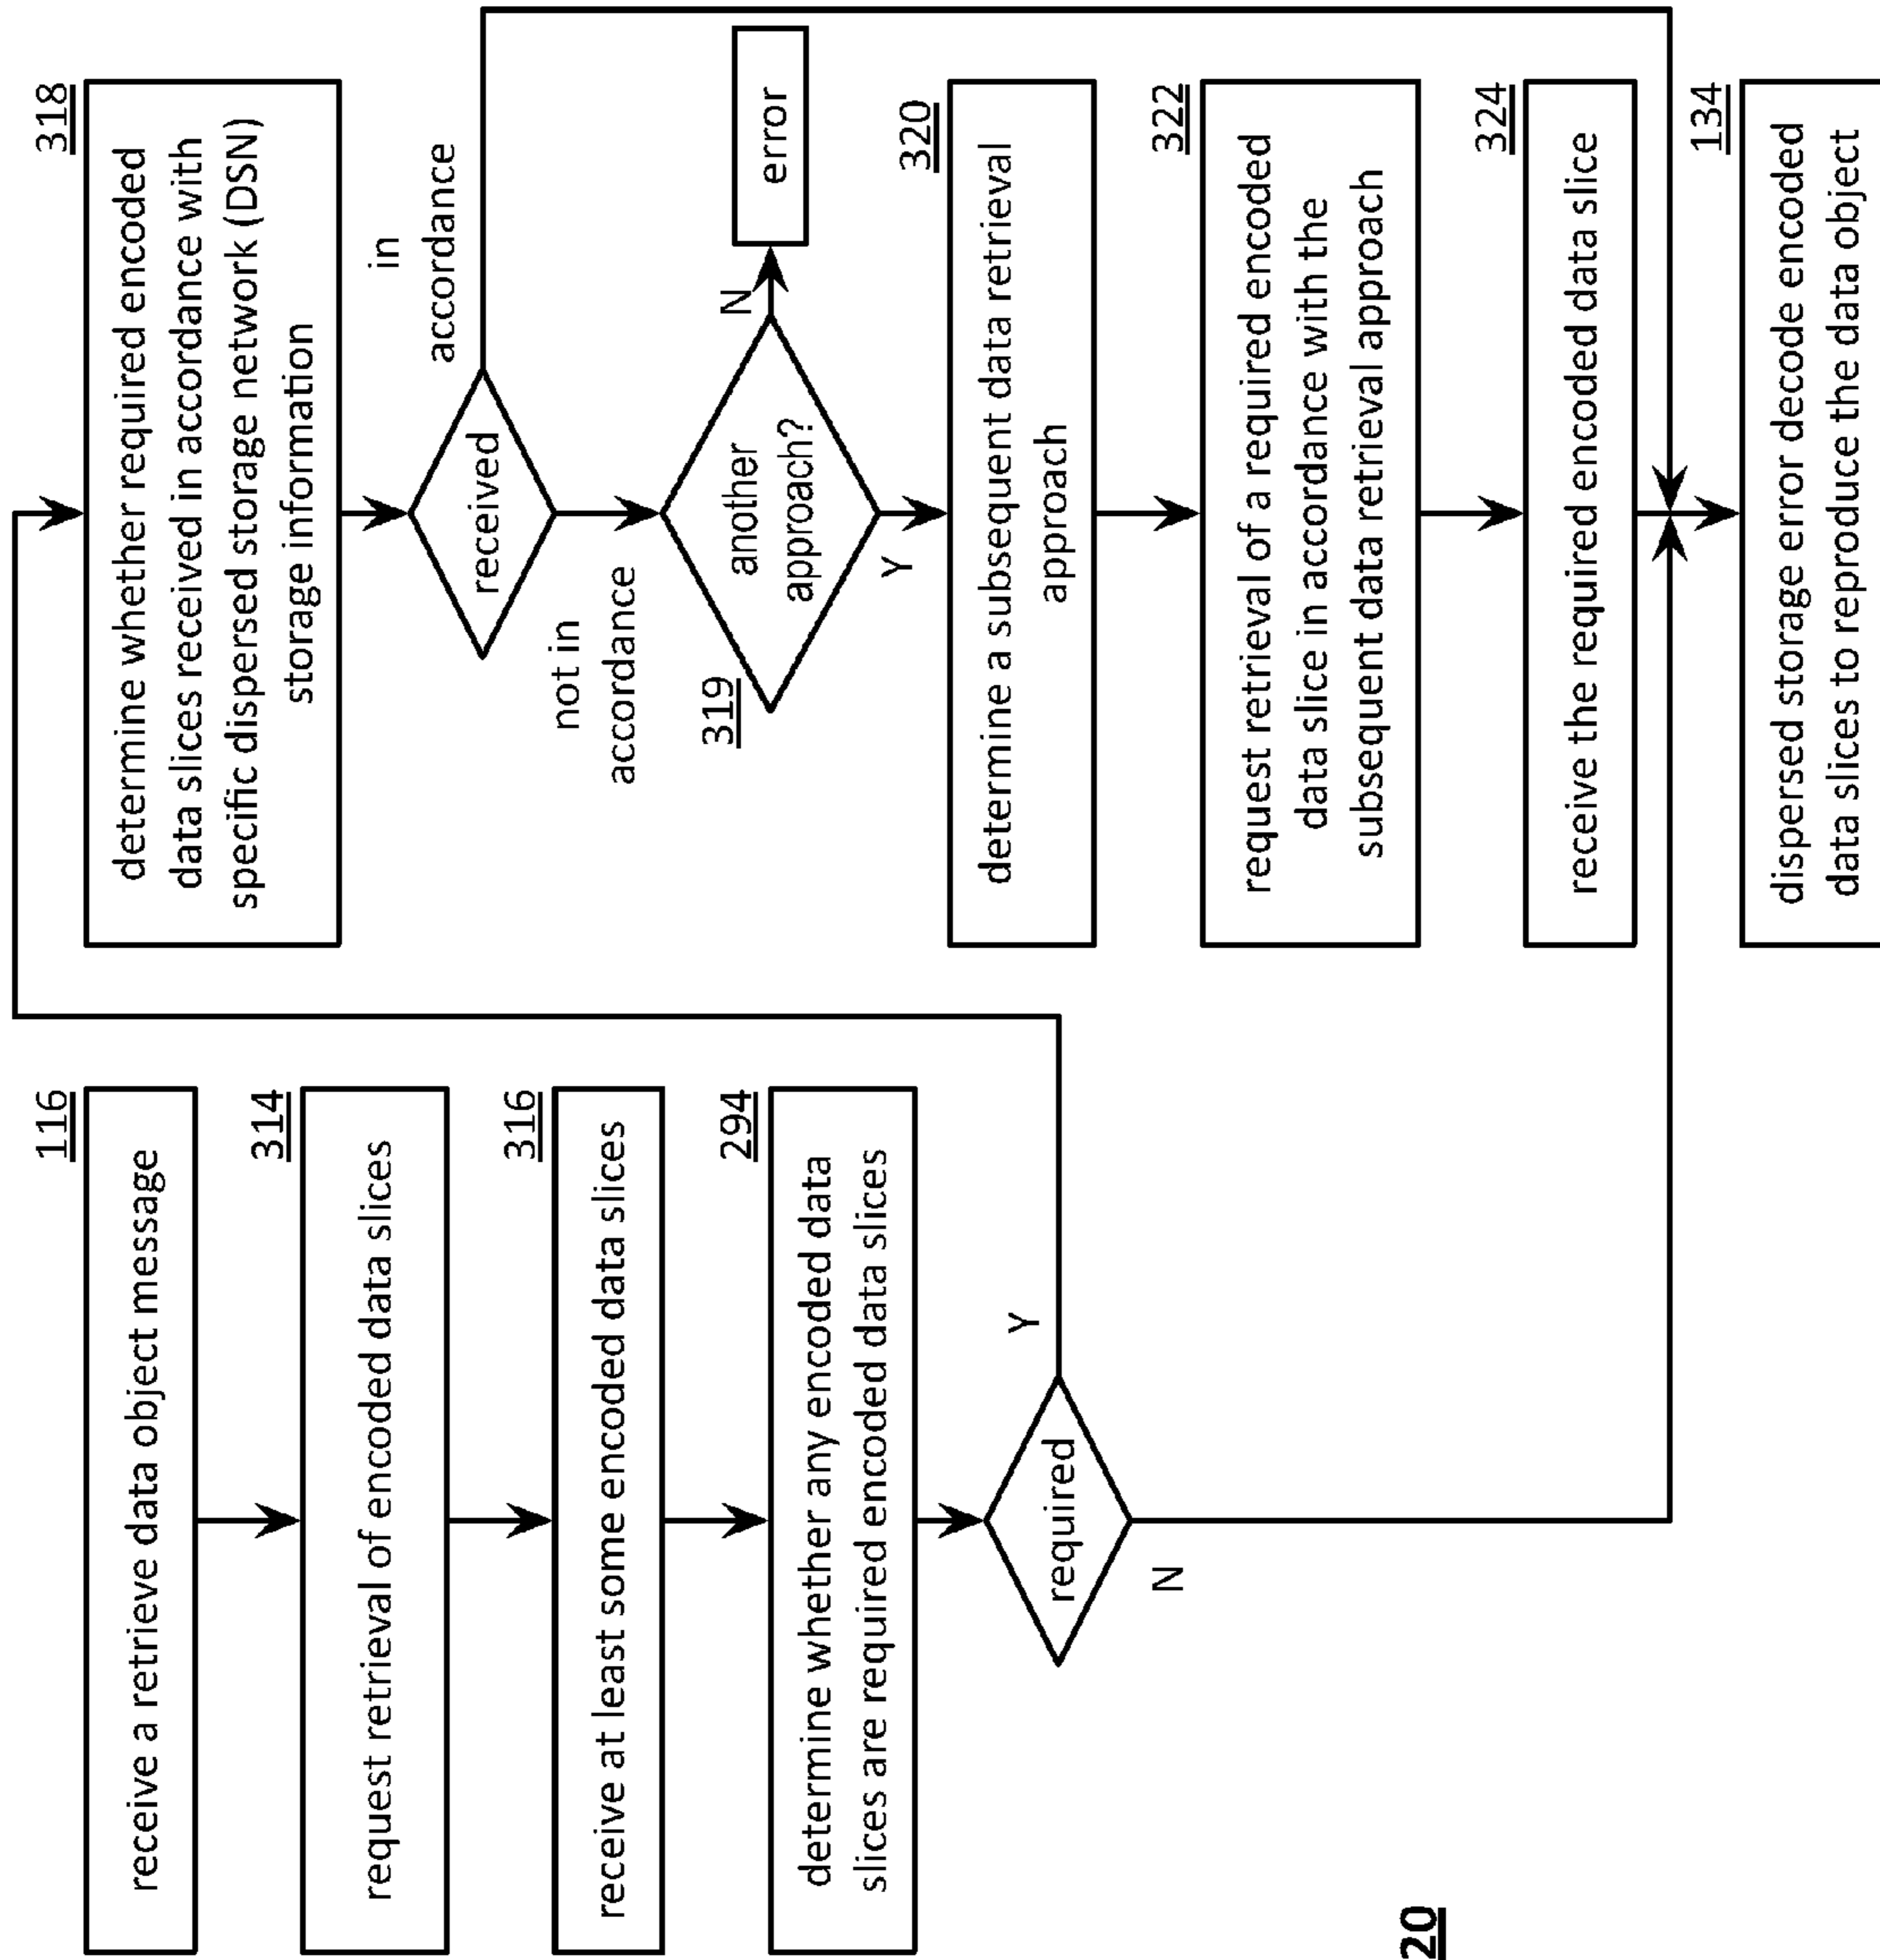 116
receive a retrieve data object message
314
request retrieval of encoded data slices
316
receive at least some encoded data slices
294
determine whether any encoded data
slices are required encoded data slices
required
Y
N
318
determine whether required encoded
data slices received in accordance with
specific dispersed storage network (DSN)
storage information
received
in
accordance
not in
accordance
319
another
approach?
N
error
Y
320
determine a subsequent data retrieval
approach
322
request retrieval of a required encoded
data slice in accordance with the
subsequent data retrieval approach
324
receive the required encoded data slice
134
dispersed storage error decode encoded
data slices to reproduce the data object
20